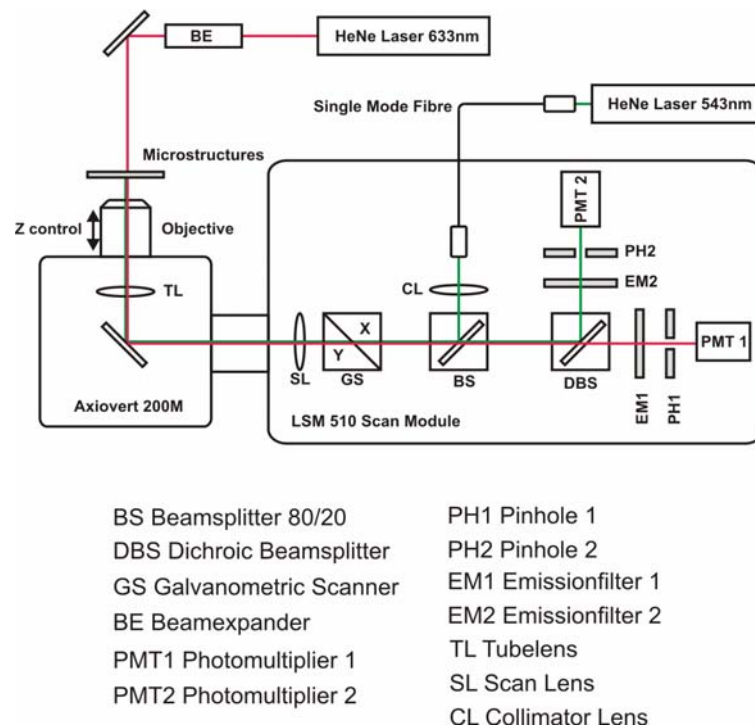 BE
HeNe Laser 633nm
HeNe Laser 543nm
Single Mode Fibre
Microstructures
PMT 2
Z control
Objective
PH2
EM2
TL
CL
X
Y
PMT 1
SL
GS
BS
DBS
EM1
PH1
Axiovert 200M
LSM 510 Scan Module
BS Beamsplitter 80/20
DBS Dichroic Beamsplitter
GS Galvanometric Scanner
BE Beamexpander
PMT1 Photomultiplier 1
PMT2 Photomultiplier 2
PH1 Pinhole 1
PH2 Pinhole 2
EM1 Emissionfilter 1
EM2 Emissionfilter 2
TL Tubelens
SL Scan Lens
CL Collimator Lens